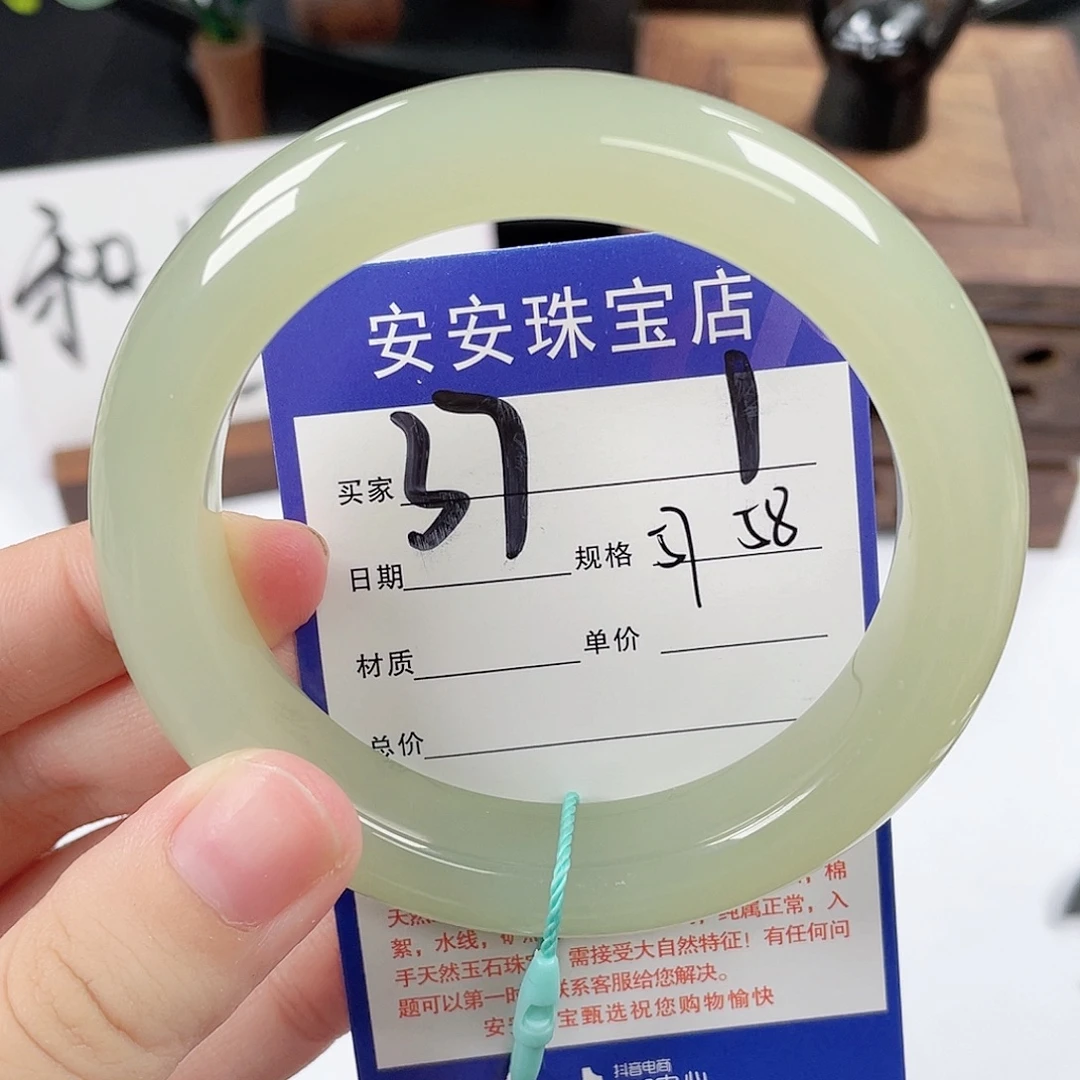 和
安安珠宝店
57 1
买家
日期 规格 57 58
材质 单价
总价
，棉
天然 ，纯属正常，入
絮，水线， 需接受大自然特征！有任何问
手天然玉石珠宝 联系客服给您解决。
题可以第一时
安 宝甄选祝您购物愉快
抖音电商